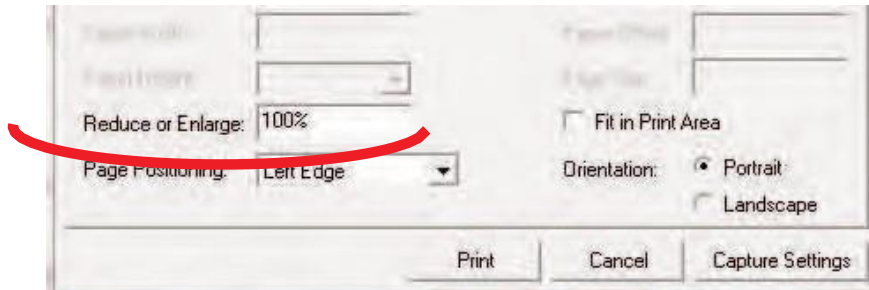 Reduce or Enlarge: 100% Fit in Print Area
Page Positioning: Left Edge Orientation: Portrait
Landscape
Print Cancel Capture Settings